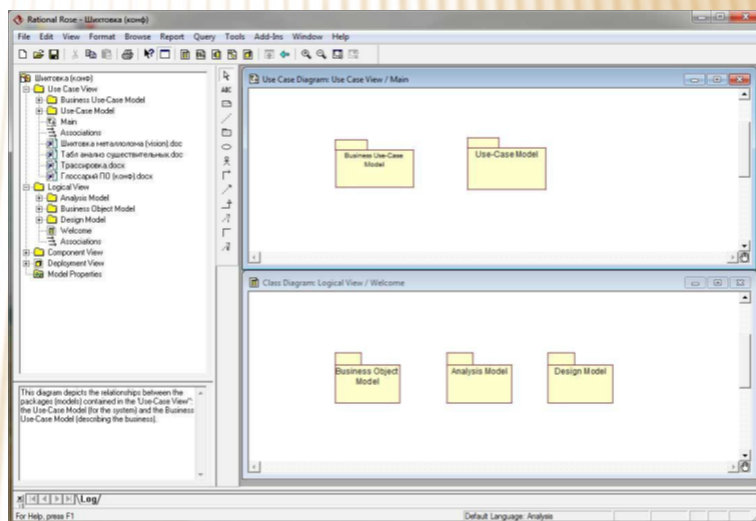 Rational Rose - Шихтовка (конф)
File Edit View Format Browse Report Query Tools Add-Ins Window Help
Шихтовка (конф)
Use Case View
Business Use-Case Model
Use-Case Model
Main
Associations
Шихтовка металлолома (vision).doc
Табл анализ существительных.doc
Трассировка.docx
Глоссарий ПО (конф).docx
Logical View
Analysis Model
Business Object Model
Design Model
Welcome
Associations
Component View
Deployment View
Model Properties
ABC
Use Case Diagram: Use Case View / Main
Business Use-Case
Model
Use-Case Model
Class Diagram: Logical View / Welcome
Business Object
Model
Analysis Model
Design Model
This diagram depicts the relationships between the
packages (models) contained in the "Use-Case View":
the Use-Case Model (for the system) and the Business
Use-Case Model (describing the business).
Log
For Help, press F1
Default Language: Analysis